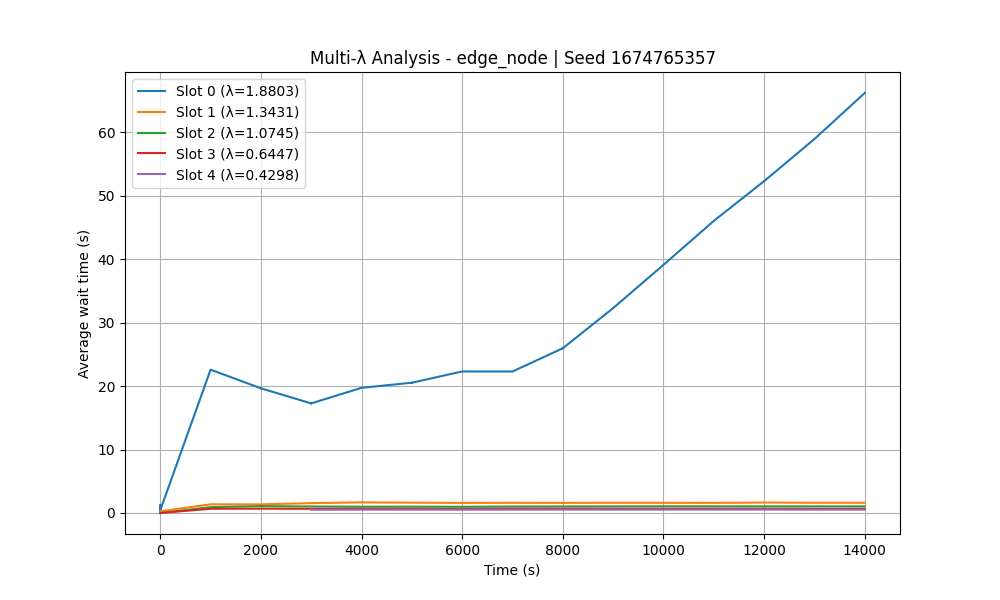 Multi-λ Analysis - edge_node | Seed 1674765357
Slot 0 (λ=1.8803)
Slot 1 (λ=1.3431)
Slot 2 (λ=1.0745)
Slot 3 (λ=0.6447)
Slot 4 (λ=0.4298)
Average wait time (s)
60
50
40
30
20
10
0
0 2000 4000 6000 8000 10000 12000 14000
Time (s)